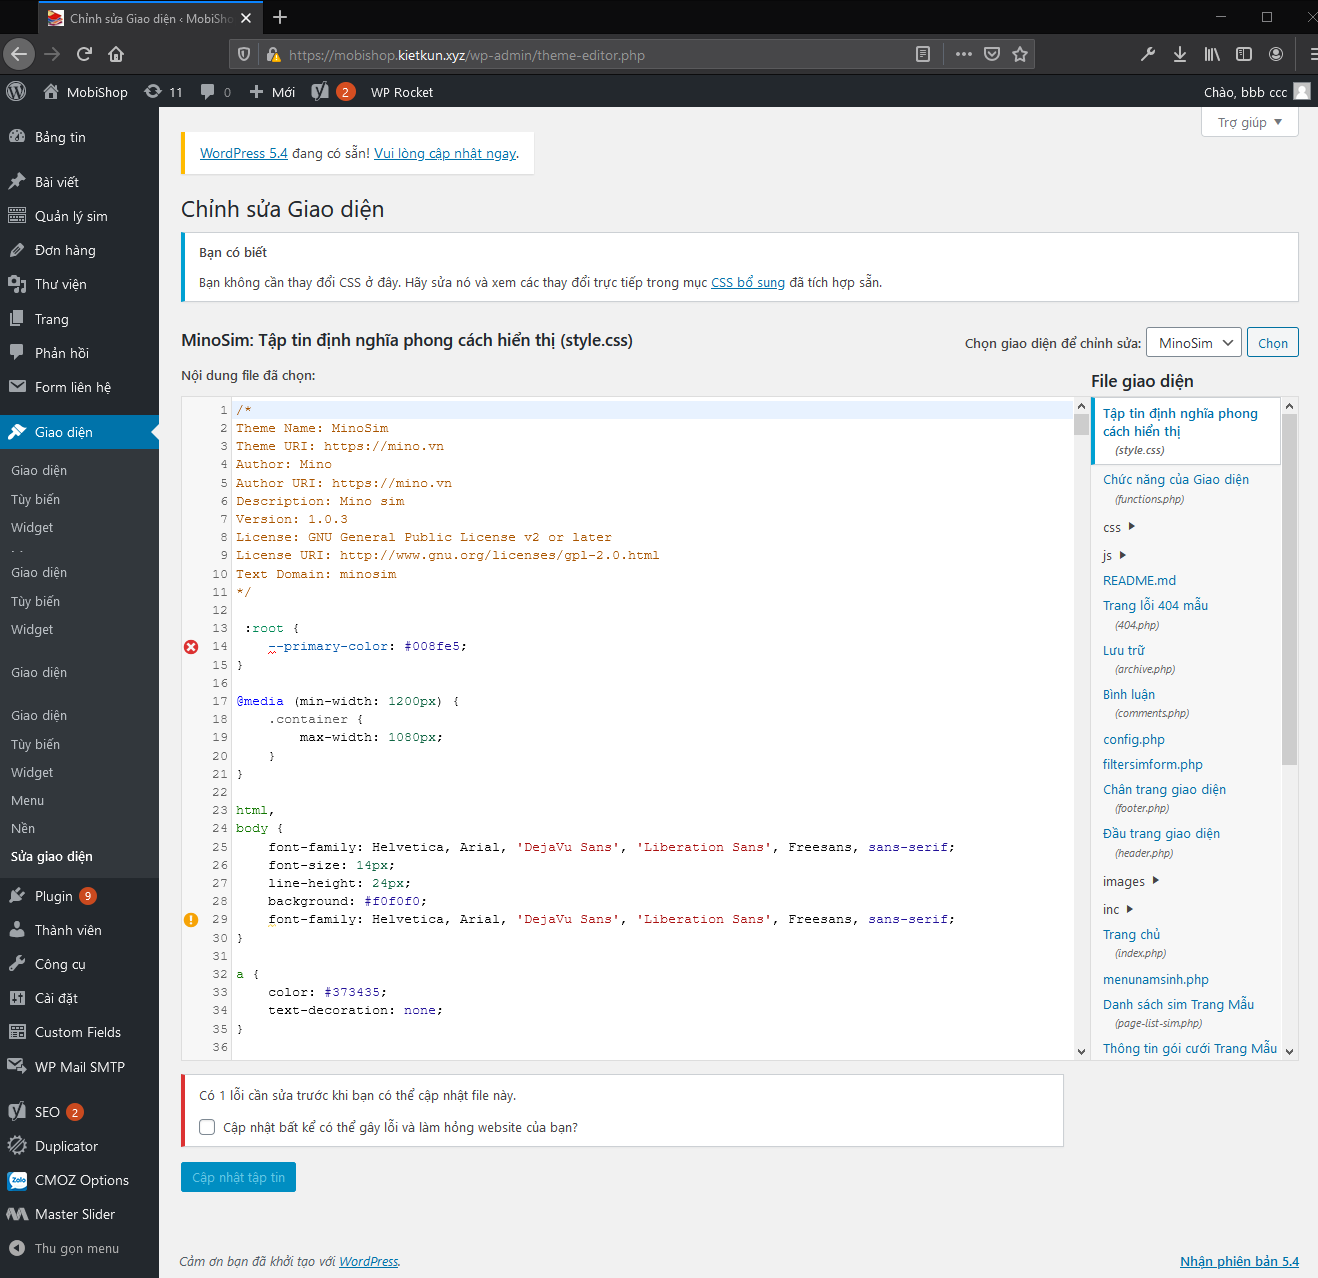 Chỉnh sửa Giao diện ‹ MobiSho
https://mobishop.kietkun.xyz/wp-admin/theme-editor.php
MobiShop 11 0 Mới 2 WP Rocket Chào, bbb ccc
Trợ giúp
Bảng tin
Bài viết
Quản lý sim
Đơn hàng
Thư viện
Trang
Phản hồi
Form liên hệ
Giao diện
Giao diện
Tùy biến
Widget
Giao diện
Tùy biến
Widget
Giao diện
Giao diện
Tùy biến
Widget
Menu
Nền
Sửa giao diện
Plugin 9
Thành viên
Công cụ
Cài đặt
Custom Fields
WP Mail SMTP
SEO 2
Duplicator
Zalo CMOZ Options
Master Slider
Thu gọn menu
WordPress 5.4 đang có sẵn! Vui lòng cập nhật ngay.
Chỉnh sửa Giao diện
Bạn có biết
Bạn không cần thay đổi CSS ở đây. Hãy sửa nó và xem các thay đổi trực tiếp trong mục CSS bổ sung đã tích hợp sẵn.
MinoSim: Tập tin định nghĩa phong cách hiển thị (style.css)
Chọn giao diện để chỉnh sửa: MinoSim Chọn
Nội dung file đã chọn:
1 /*
2 Theme Name: MinoSim
3 Theme URI: https://mino.vn
4 Author: Mino
5 Author URI: https://mino.vn
6 Description: Mino sim
7 Version: 1.0.3
8 License: GNU General Public License v2 or later
9 License URI: http://www.gnu.org/licenses/gpl-2.0.html
10 Text Domain: minosim
11 */
12
13 :root {
14 --primary-color: #008fe5;
15 }
16
17 @media (min-width: 1200px) {
18 .container {
19 max-width: 1080px;
20 }
21 }
22
23 html,
24 body {
25 font-family: Helvetica, Arial, 'DejaVu Sans', 'Liberation Sans', Freesans, sans-serif;
26 font-size: 14px;
27 line-height: 24px;
28 background: #f0f0f0;
29 font-family: Helvetica, Arial, 'DejaVu Sans', 'Liberation Sans', Freesans, sans-serif;
30 }
31
32 a {
33 color: #373435;
34 text-decoration: none;
35 }
36
File giao diện
Tập tin định nghĩa phong
cách hiển thị
(style.css)
Chức năng của Giao diện
(functions.php)
css
js
README.md
Trang lỗi 404 mẫu
(404.php)
Lưu trữ
(archive.php)
Bình luận
(comments.php)
config.php
filtersimform.php
Chân trang giao diện
(footer.php)
Đầu trang giao diện
(header.php)
images
inc
Trang chủ
(index.php)
menunamsinh.php
Danh sách sim Trang Mẫu
(page-list-sim.php)
Thông tin gói cưới Trang Mẫu
Có 1 lỗi cần sửa trước khi bạn có thể cập nhật file này.
Cập nhật bất kể có thể gây lỗi và làm hỏng website của bạn?
Cập nhật tập tin
Cảm ơn bạn đã khởi tạo với WordPress.
Nhận phiên bản 5.4